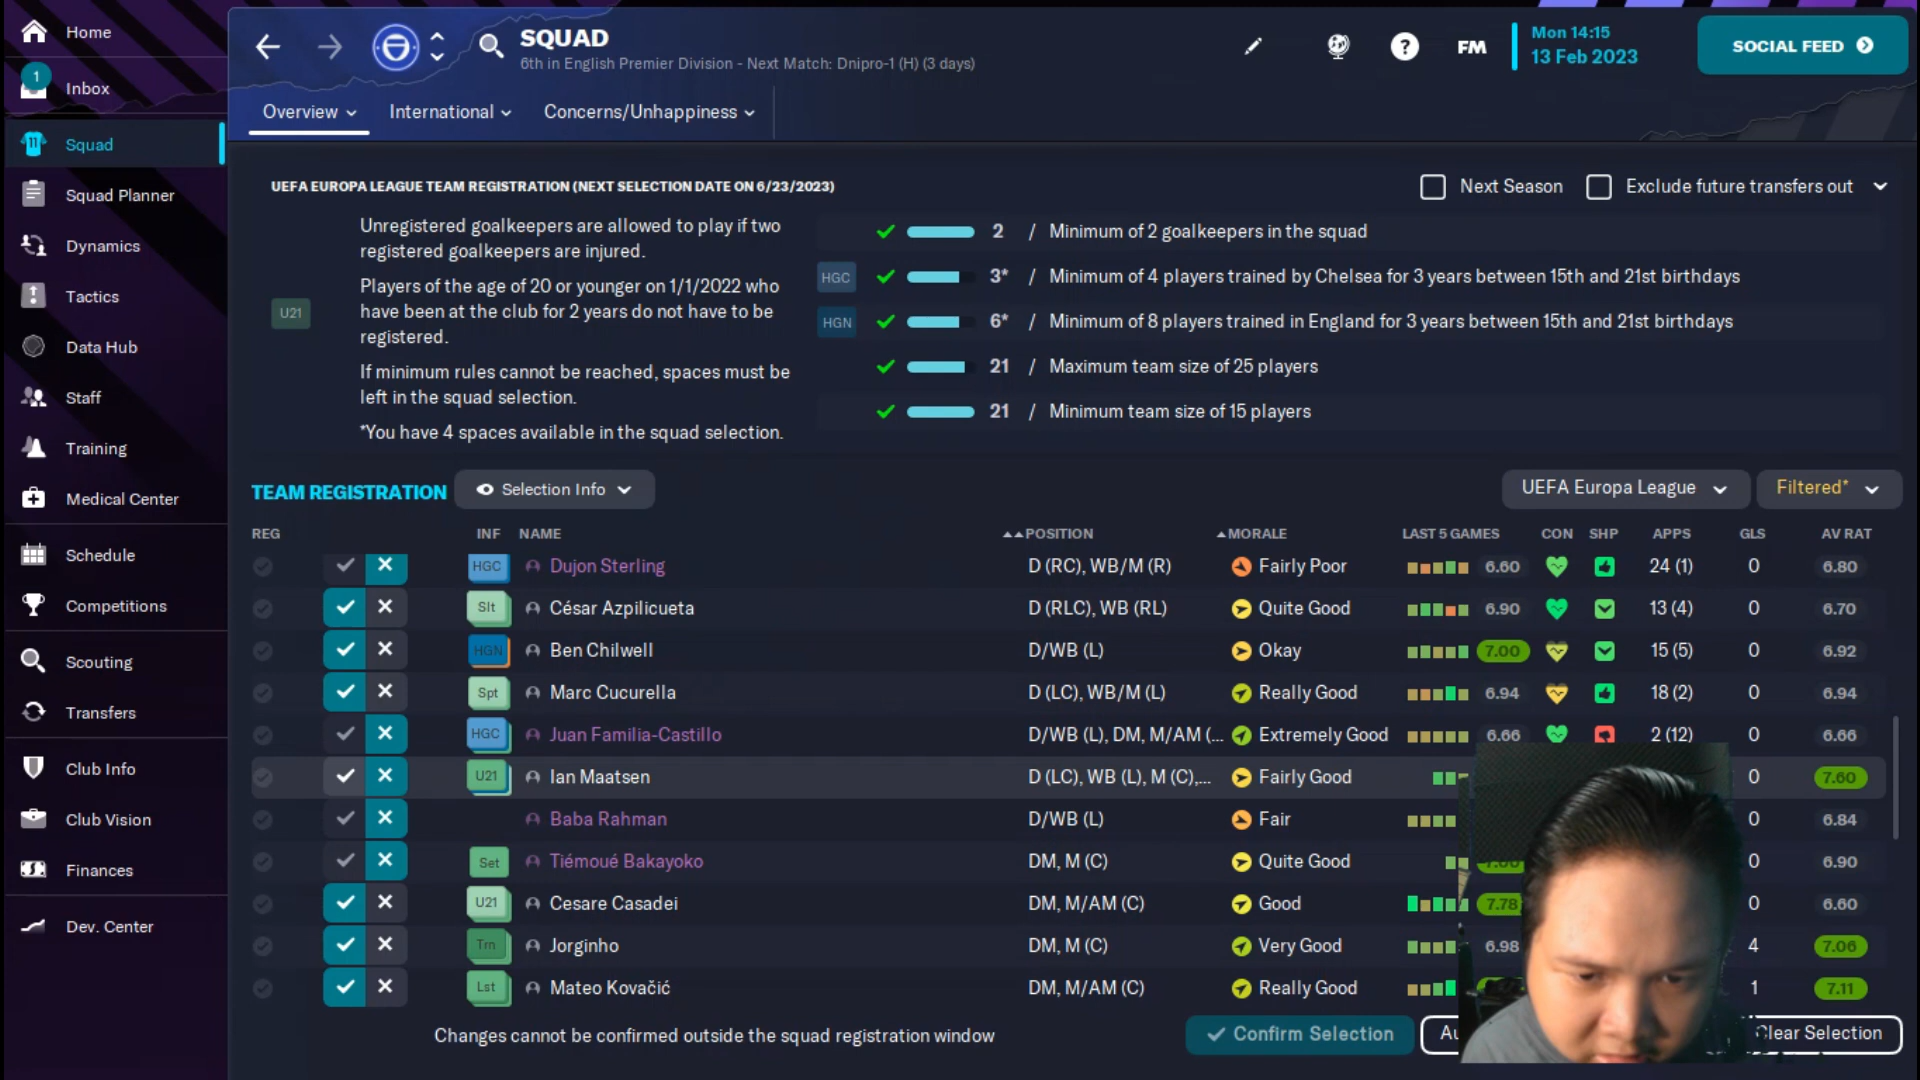 Home
1
Inbox
11
Squad
Squad Planner
Dynamics
Tactics
Data Hub
Staff
Training
Medical Center
Schedule
Competitions
Scouting
Transfers
Club Info
Club Vision
Finances
Dev. Center
SQUAD
6th in English Premier Division - Next Match: Dnipro-1 (H) (3 days)
?
FM
Mon 14:15
13 Feb 2023
SOCIAL FEED
Overview
International
Concerns/Unhappiness
UEFA EUROPA LEAGUE TEAM REGISTRATION (NEXT SELECTION DATE ON 6/23/2023)
Next Season
Exclude future transfers out
Unregistered goalkeepers are allowed to play if two
registered goalkeepers are injured.
U21
Players of the age of 20 or younger on 1/1/2022 who
have been at the club for 2 years do not have to be
registered.
If minimum rules cannot be reached, spaces must be
left in the squad selection.
*You have 4 spaces available in the squad selection.
2 / Minimum of 2 goalkeepers in the squad
HGC 3* / Minimum of 4 players trained by Chelsea for 3 years between 15th and 21st birthdays
HGN 6* / Minimum of 8 players trained in England for 3 years between 15th and 21st birthdays
21 / Maximum team size of 25 players
21 / Minimum team size of 15 players
TEAM REGISTRATION
Selection Info
UEFA Europa League
Filtered*
REG INF NAME POSITION MORALE LAST 5 GAMES CON SHP APPS GLS AV RAT
HGC Dujon Sterling D (RC), WB/M (R) Fairly Poor 6.60 24 (1) 0 6.80
Slt César Azpilicueta D (RLC), WB (RL) Quite Good 6.90 13 (4) 0 6.70
HGN Ben Chilwell D/WB (L) Okay 7.00 15 (5) 0 6.92
Spt Marc Cucurella D (LC), WB/M (L) Really Good 6.94 18 (2) 0 6.94
HGC Juan Familia-Castillo D/WB (L), DM, M/AM (... Extremely Good 6.66 2 (12) 0 6.66
U21 Ian Maatsen D (LC), WB (L), M (C),... Fairly Good 0 7.60
Baba Rahman D/WB (L) Fair 0 6.84
Set Tiémoué Bakayoko DM, M (C) Quite Good 0 6.90
U21 Cesare Casadei DM, M/AM (C) Good 7.78 0 6.60
Trn Jorginho DM, M (C) Very Good 6.98 4 7.06
Lst Mateo Kovačić DM, M/AM (C) Really Good 1 7.11
Changes cannot be confirmed outside the squad registration window
Confirm Selection
Clear Selection